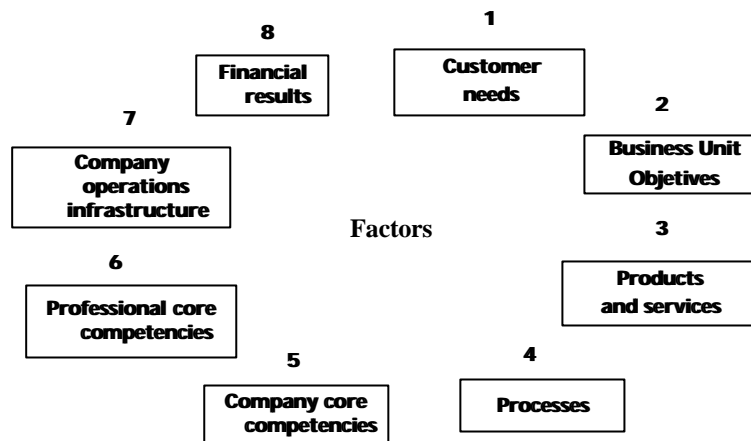 1
Customer
needs
2
Business Unit
Objetives
3
Products
and services
4
Processes
5
Company core
competencies
6
Professional core
competencies
7
Company
operations
infrastructure
8
Financial
results
Factors